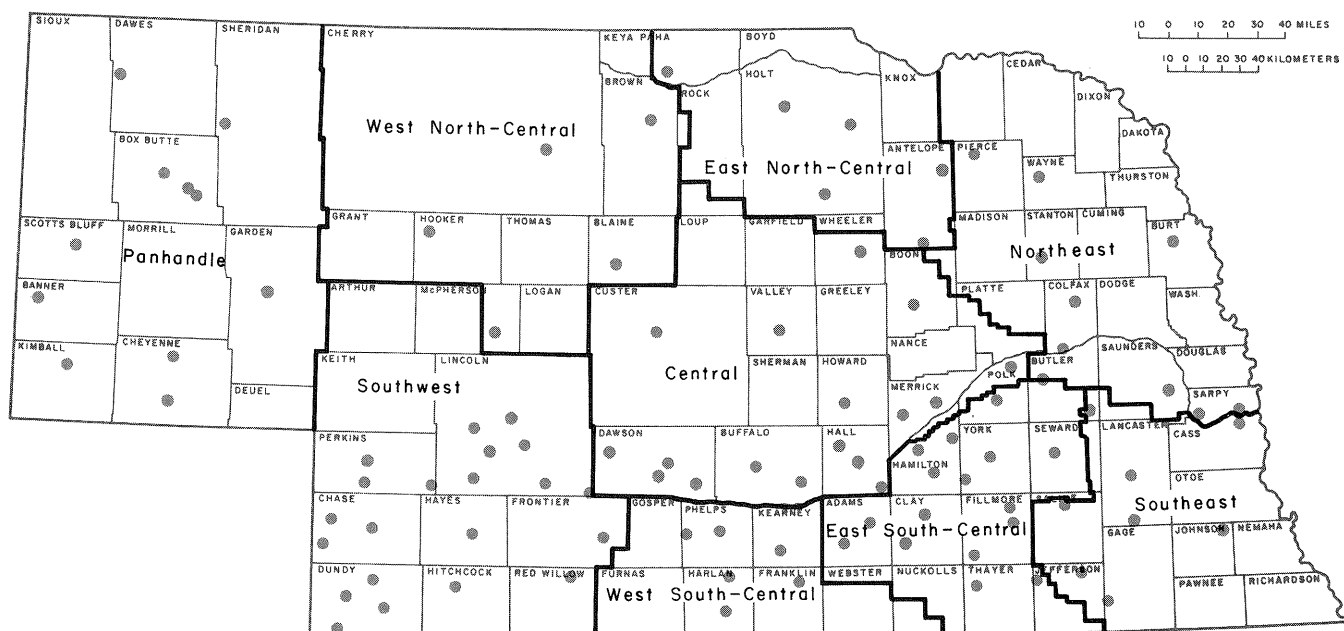 SIOUX DAWES SHERIDAN CHERRY KEYA PAHA BOYD
10 0 10 20 30 40 MILES
10 0 10 20 30 40 KILOMETERS
BROWN ROCK HOLT KNOX CEDAR DIXON
West North-Central
DAKOTA
BOX BUTTE
ANTELOPE PIERCE WAYNE THURSTON
East North-Central
SCOTTS BLUFF MORRILL GARDEN GRANT HOOKER THOMAS BLAINE LOUP GARFIELD WHEELER MADISON STANTON CUMING BURT
Panhandle
Northeast
BOON
BANNER ARTHUR McPHERSON LOGAN CUSTER VALLEY GREELEY PLATTE COLFAX DODGE WASH.
KIMBALL CHEYENNE KEITH LINCOLN SHERMAN HOWARD NANCE BUTLER SAUNDERS DOUGLAS
Southwest
Central
POLK
DEUEL MERRICK SARPY
PERKINS DAWSON BUFFALO HALL HAMILTON YORK SEWARD LANCASTER CASS
OTOE
CHASE HAYES FRONTIER GOSPER PHELPS KEARNEY ADAMS CLAY FILLMORE
Southeast
East South-Central
GAGE JOHNSON NEMAHA
DUNDY HITCHCOCK RED WILLOW FURNAS HARLAN FRANKLIN WEBSTER NUCKOLLS THAYER JEFFERSON PAWNEE RICHARDSON
West South-Central